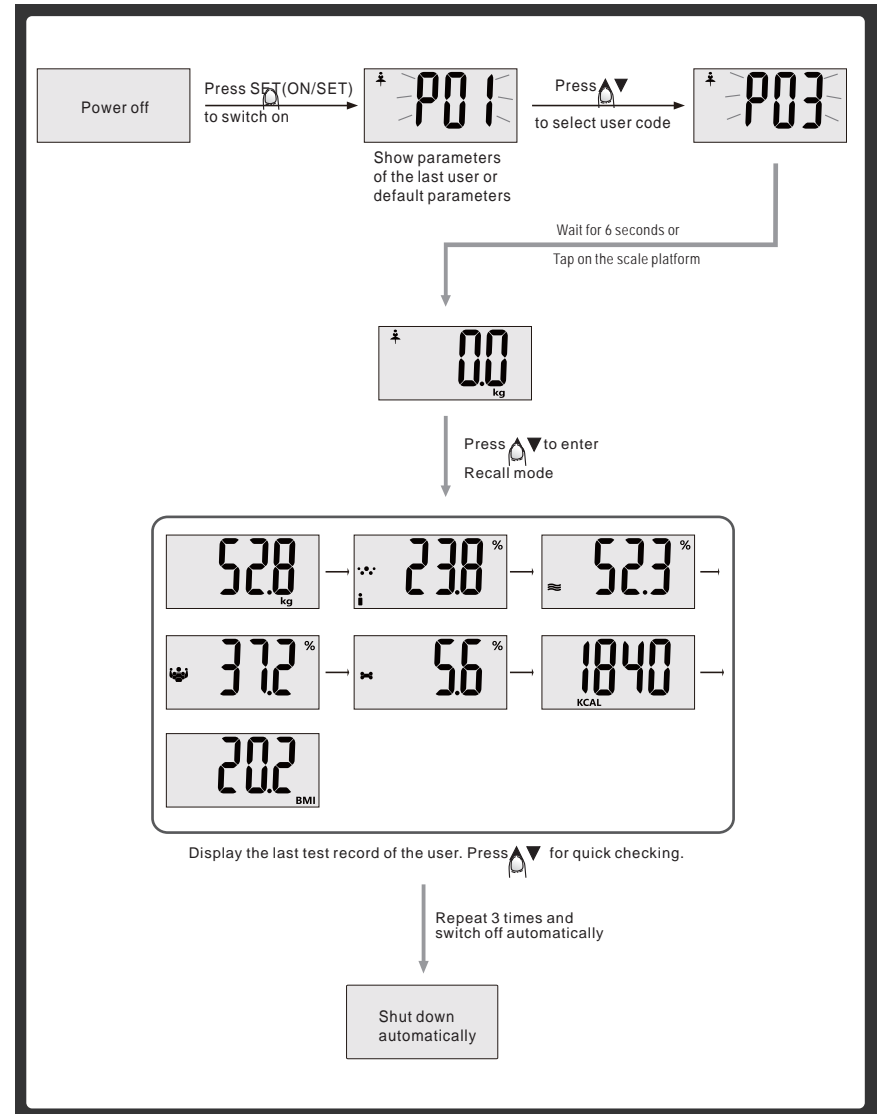 Power off
Press SET(ON/SET)
to switch on
P01
Show parameters
of the last user or
default parameters
Press ▲▼
to select user code
P03
Wait for 6 seconds or
Tap on the scale platform
0.0
kg
Press ▲▼ to enter
Recall mode
52.8
kg
23.8 %
52.3 %
37.2 %
5.6 %
1840
KCAL
20.2
BMI
Display the last test record of the user. Press ▲▼ for quick checking.
Repeat 3 times and
switch off automatically
Shut down
automatically